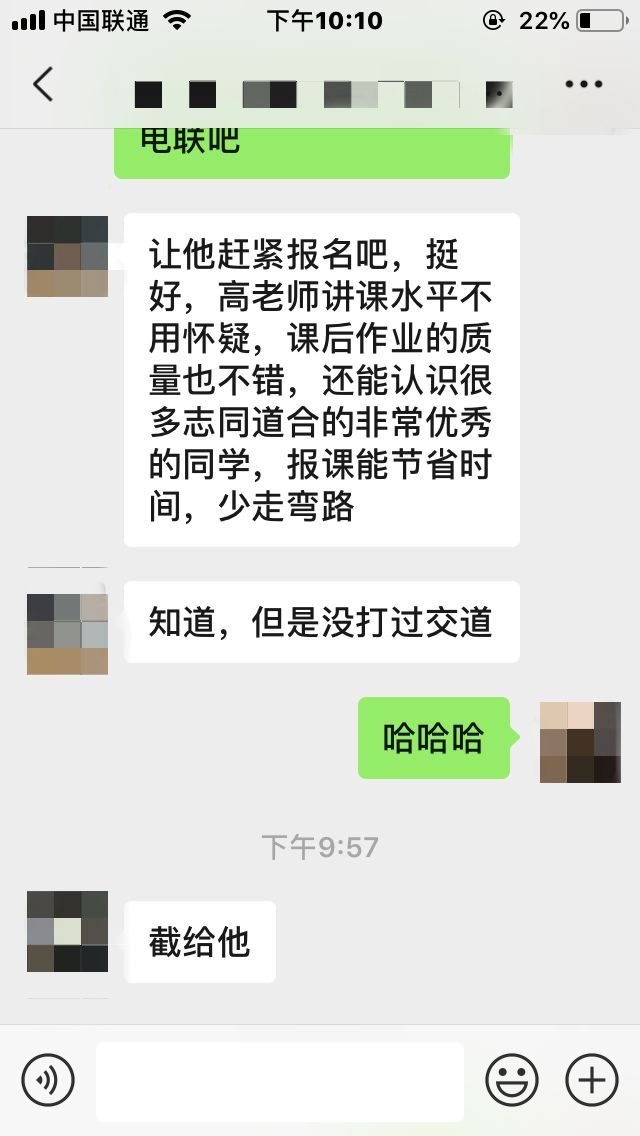 中国联通
下午10:10
22%
电联吧
让他赶紧报名吧，挺
好，高老师讲课水平不
用怀疑，课后作业的质
量也不错，还能认识很
多志同道合的非常优秀
的同学，报课能节省时
间，少走弯路
知道，但是没打过交道
哈哈哈
下午9:57
截给他